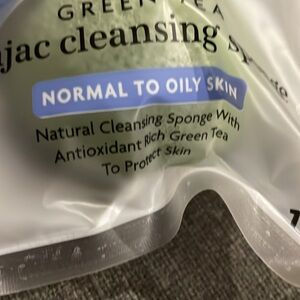 GREEN TEA
jac cleansing sponge
NORMAL TO OILY SKIN
Natural Cleansing Sponge With
Antioxidant Rich Green Tea
To Protect Skin